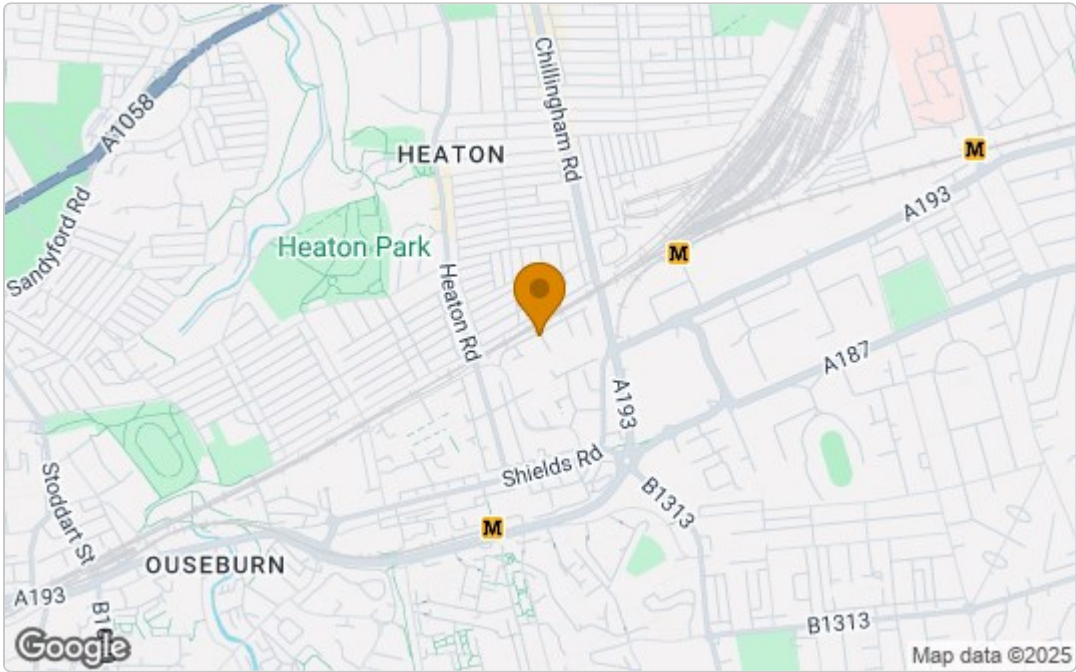 Chillingham Rd
A1058
HEATON
M
A193
Sandyford Rd
Heaton Park
M
Heaton Rd
A187
A193
Shields Rd
Stoddart St
B1313
M
OUSEBURN
A193
B1
B1313
Google
Map data ©2025